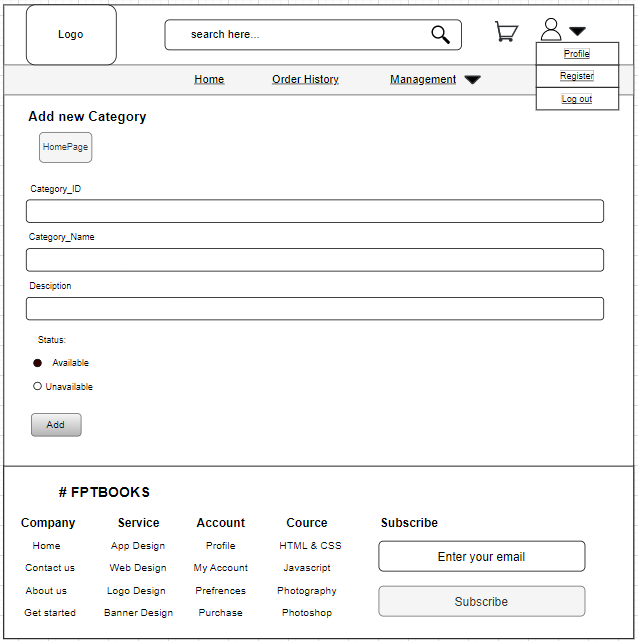 Logo
search here...
Profile
Home Order History Management Register
Log out
Add new Category
HomePage
Category_ID
Category_Name
Desciption
Status:
Available
Unavailable
Add
# FPTBOOKS
Company Service Account Cource Subscribe
Home App Design Profile HTML & CSS
Enter your email
Contact us Web Design My Account Javascript
About us Logo Design Prefrences Photography
Subscribe
Get started Banner Design Purchase Photoshop